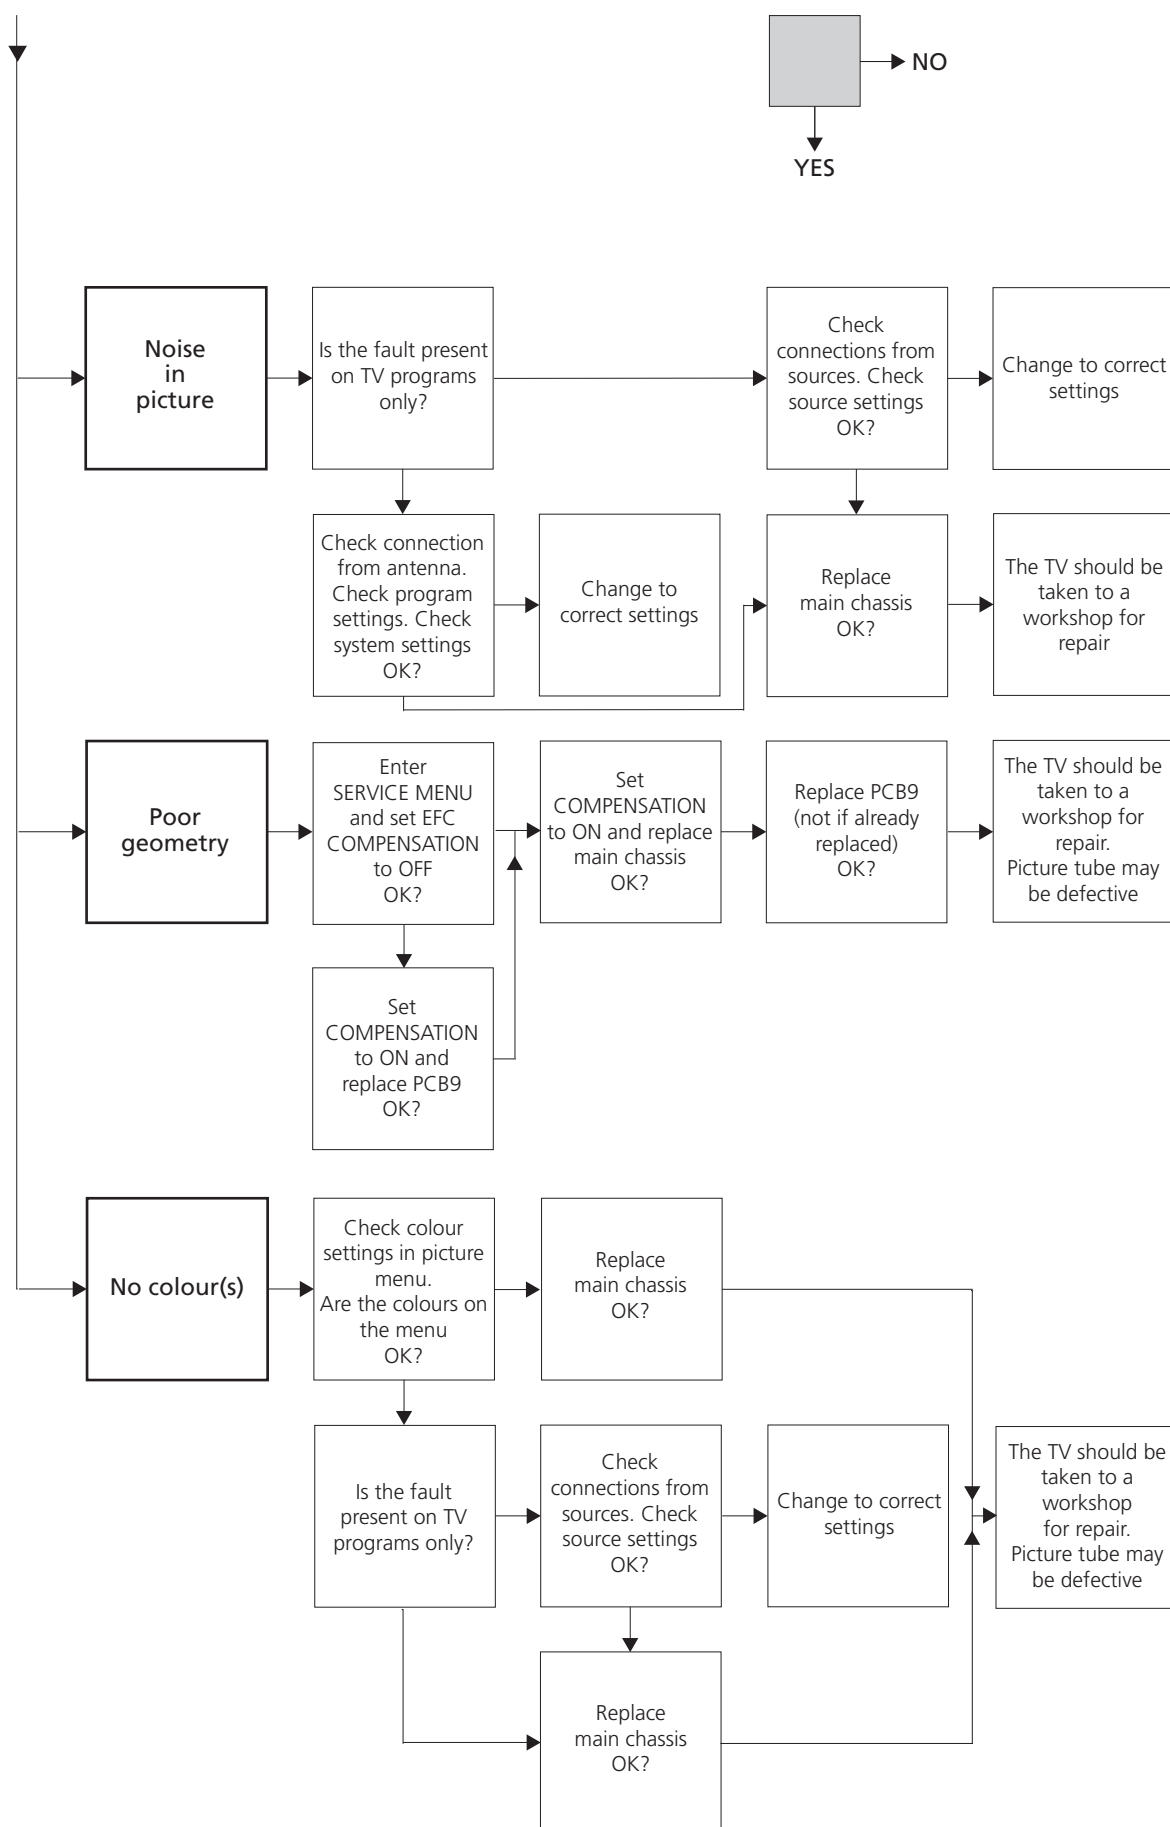 NO
YES
Noise
in
picture
Is the fault present
on TV programs
only?
Check
connections from
sources. Check
source settings
OK?
Change to correct
settings
Check connection
from antenna.
Check program
settings. Check
system settings
OK?
Change to
correct settings
Replace
main chassis
OK?
The TV should be
taken to a
workshop for
repair
Poor
geometry
Enter
SERVICE MENU
and set EFC
COMPENSATION
to OFF
OK?
Set
COMPENSATION
to ON and replace
main chassis
OK?
Replace PCB9
(not if already
replaced)
OK?
The TV should be
taken to a
workshop for
repair.
Picture tube may
be defective
Set
COMPENSATION
to ON and
replace PCB9
OK?
No colour(s)
Check colour
settings in picture
menu.
Are the colours on
the menu
OK?
Replace
main chassis
OK?
Is the fault
present on TV
programs only?
Check
connections from
sources. Check
source settings
OK?
Change to correct
settings
The TV should be
taken to a
workshop
for repair.
Picture tube may
be defective
Replace
main chassis
OK?